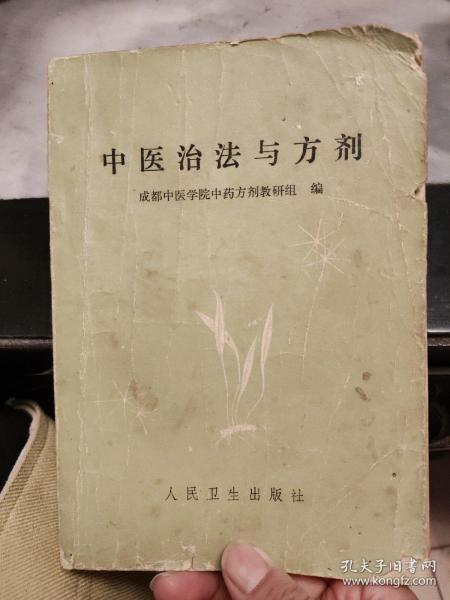 中医治法与方剂
成都中医学院中药方剂教研组 编
人民卫生出版社
孔夫子旧书网
www.kongfz.com